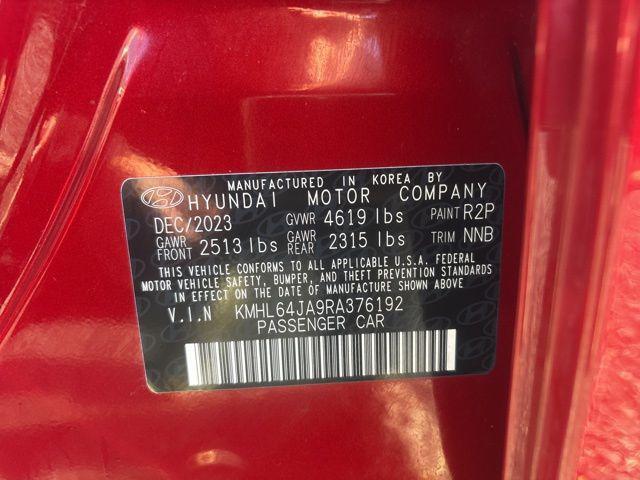 MANUFACTURED IN KOREA BY
HYUNDAI MOTOR COMPANY
DEC/2023 GVWR 4619 lbs PAINT R2P
GAWR FRONT 2513 lbs GAWR REAR 2315 lbs TRIM NNB
THIS VEHICLE CONFORMS TO ALL APPLICABLE U.S.A. FEDERAL
MOTOR VEHICLE SAFETY, BUMPER, AND THEFT PREVENTION STANDARDS
IN EFFECT ON THE DATE OF MANUFACTURE SHOWN ABOVE
V.I.N KMHL64JA9RA376192
PASSENGER CAR